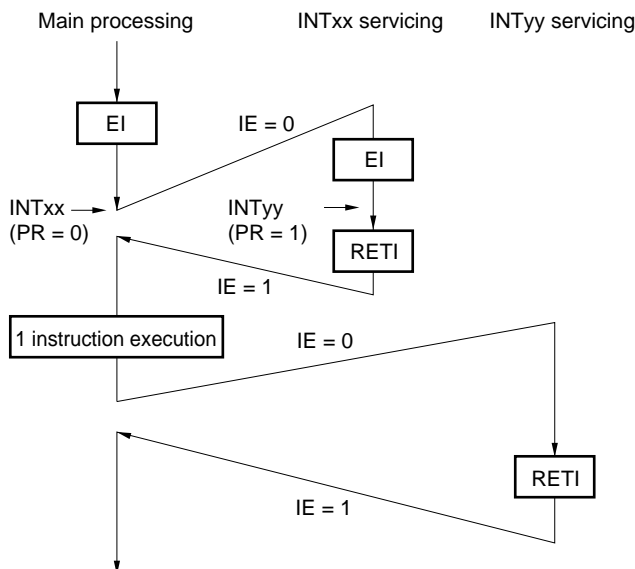 Main processing
INTxx servicing
INTyy servicing
EI
IE = 0
EI
INTxx
(PR = 0)
INTyy
(PR = 1)
RETI
IE = 1
1 instruction execution
IE = 0
RETI
IE = 1